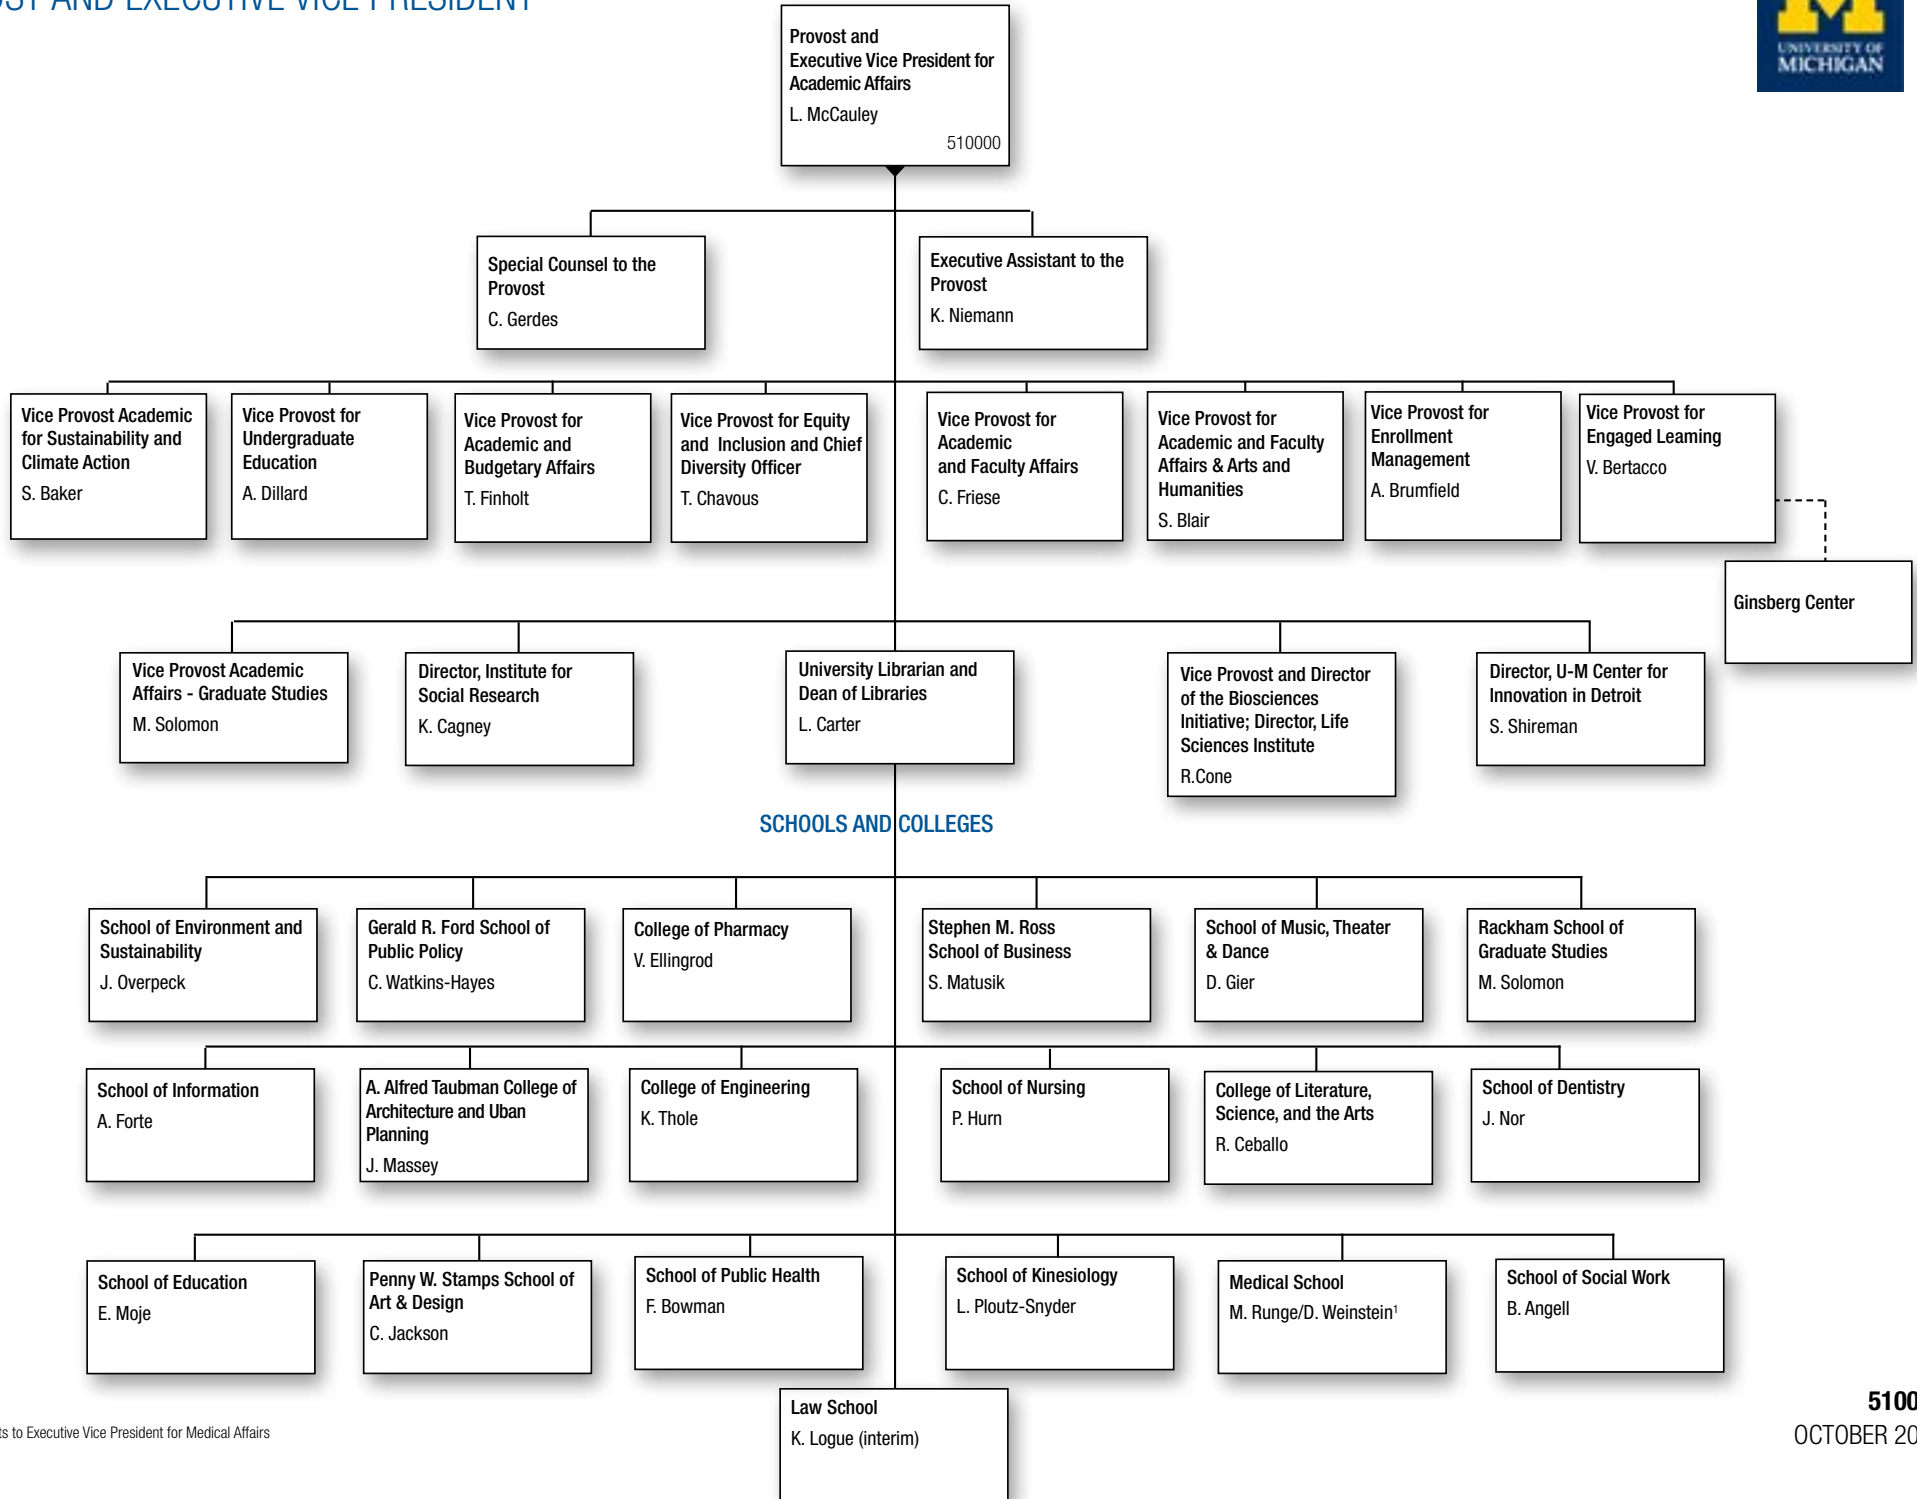 AND EXECUTIVE VICE PRESIDENT
UNIVERSITY OF
MICHIGAN
Provost and
Executive Vice President for
Academic Affairs
L. McCauley
510000
Special Counsel to the
Provost
C. Gerdes
Executive Assistant to the
Provost
K. Niemann
Vice Provost Academic
for Sustainability and
Climate Action
S. Baker
Vice Provost for
Undergraduate
Education
A. Dillard
Vice Provost for
Academic and
Budgetary Affairs
T. Finholt
Vice Provost for Equity
and Inclusion and Chief
Diversity Officer
T. Chavous
Vice Provost for
Academic
and Faculty Affairs
C. Friese
Vice Provost for
Academic and Faculty
Affairs & Arts and
Humanities
S. Blair
Vice Provost for
Enrollment
Management
A. Brumfield
Vice Provost for
Engaged Learning
V. Bertacco
Ginsberg Center
Vice Provost Academic
Affairs - Graduate Studies
M. Solomon
Director, Institute for
Social Research
K. Cagney
University Librarian and
Dean of Libraries
L. Carter
Vice Provost and Director
of the Biosciences
Initiative; Director, Life
Sciences Institute
R.Cone
Director, U-M Center for
Innovation in Detroit
S. Shireman
SCHOOLS AND COLLEGES
School of Environment and
Sustainability
J. Overpeck
Gerald R. Ford School of
Public Policy
C. Watkins-Hayes
College of Pharmacy
V. Ellingrod
Stephen M. Ross
School of Business
S. Matusik
School of Music, Theater
& Dance
D. Gier
Rackham School of
Graduate Studies
M. Solomon
School of Information
A. Forte
A. Alfred Taubman College of
Architecture and Uban
Planning
J. Massey
College of Engineering
K. Thole
School of Nursing
P. Hurn
College of Literature,
Science, and the Arts
R. Ceballo
School of Dentistry
J. Nor
School of Education
E. Moje
Penny W. Stamps School of
Art & Design
C. Jackson
School of Public Health
F. Bowman
School of Kinesiology
L. Ploutz-Snyder
Medical School
M. Runge/D. Weinstein¹
School of Social Work
B. Angell
Law School
K. Logue (interim)
to Executive Vice President for Medical Affairs
5100
OCTOBER 20